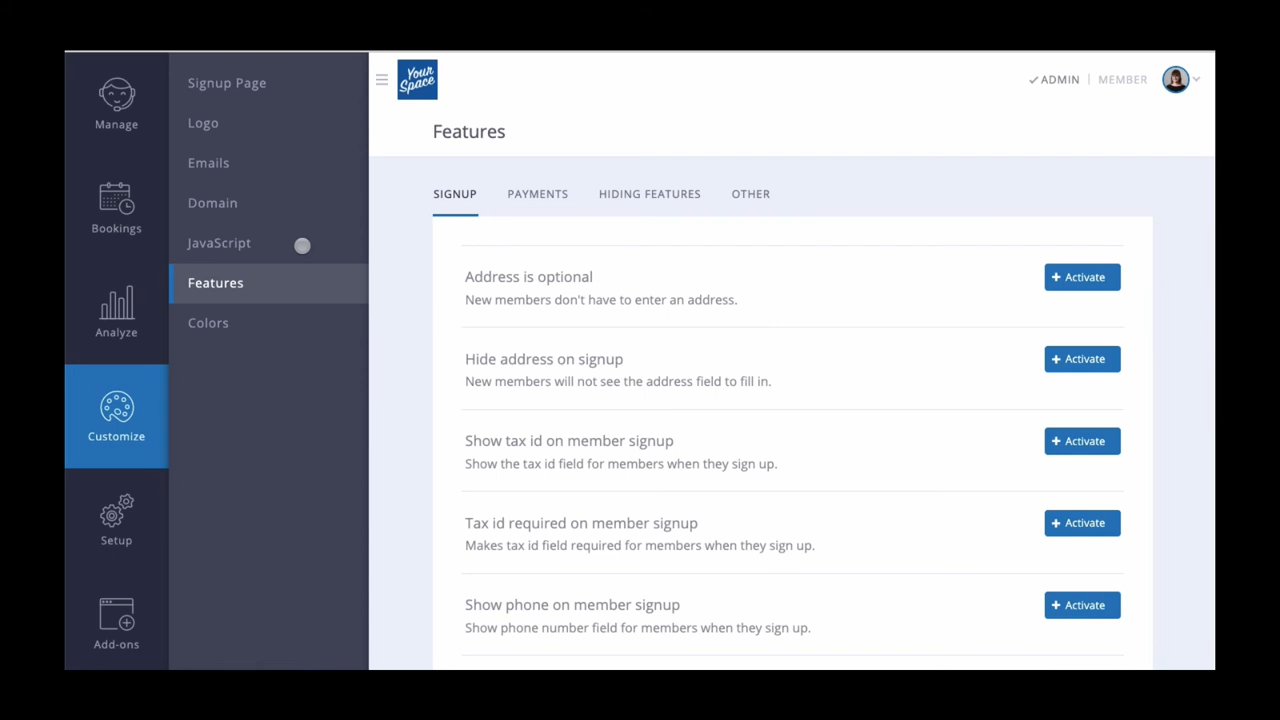 Manage
Bookings
Analyze
Customize
Setup
Add-ons
Signup Page
Logo
Emails
Domain
JavaScript
Features
Colors
Your
Space
ADMIN | MEMBER
Features
SIGNUP PAYMENTS HIDING FEATURES OTHER
Address is optional
New members don't have to enter an address.
+ Activate
Hide address on signup
New members will not see the address field to fill in.
+ Activate
Show tax id on member signup
Show the tax id field for members when they sign up.
+ Activate
Tax id required on member signup
Makes tax id field required for members when they sign up.
+ Activate
Show phone on member signup
Show phone number field for members when they sign up.
+ Activate